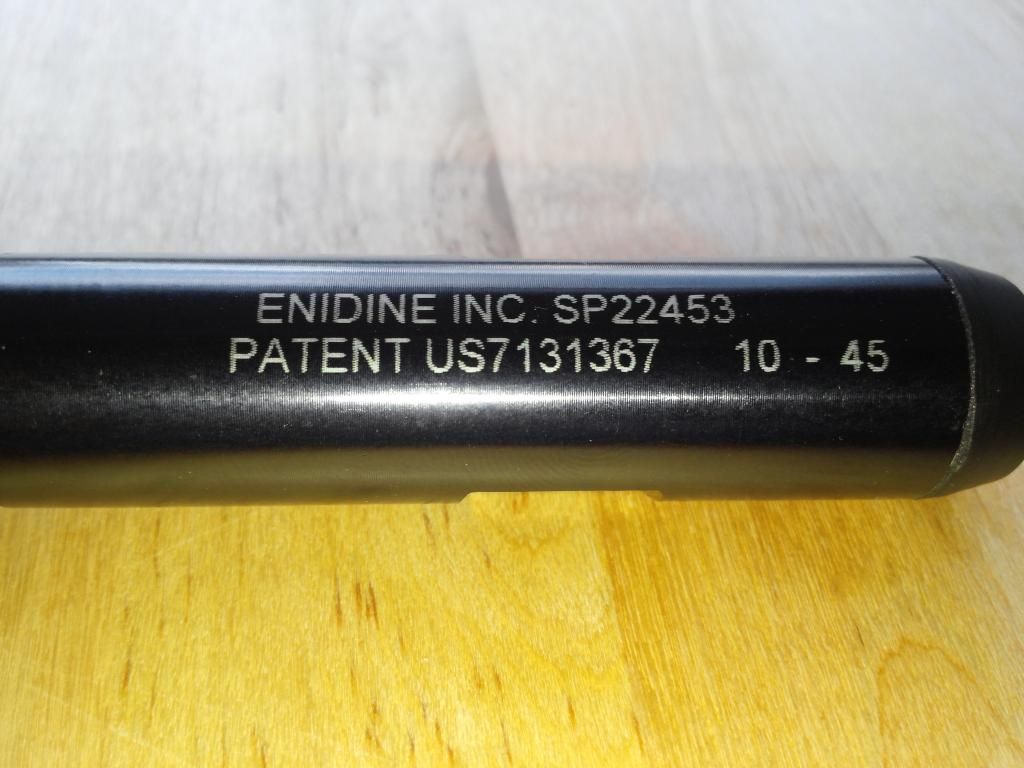 ENIDINE INC. SP22453
PATENT US7131367 10 - 45